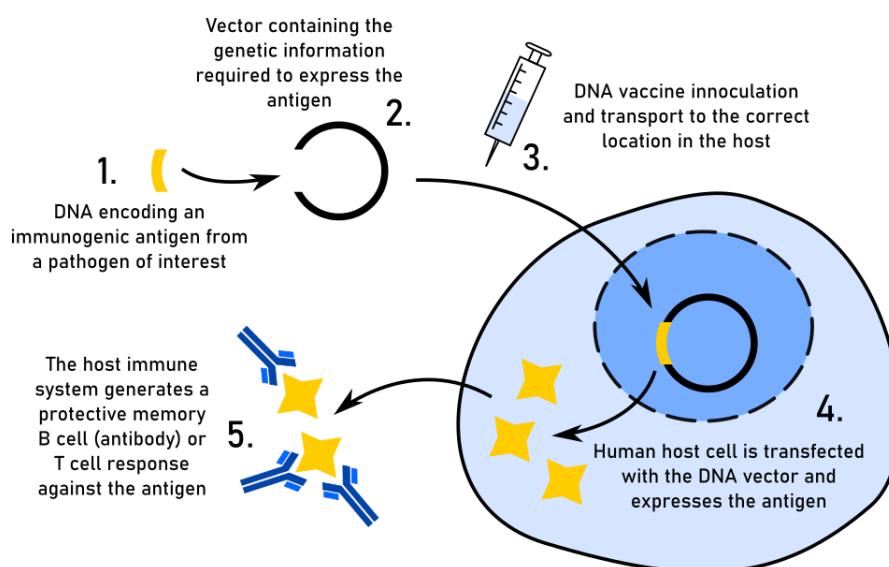 1.
DNA encoding an
immunogenic antigen from
a pathogen of interest
Vector containing the
genetic information
required to express the
antigen
2.
3.
DNA vaccine innoculation
and transport to the correct
location in the host
4.
Human host cell is transfected
with the DNA vector and
expresses the antigen
5.
The host immune
system generates a
protective memory
B cell (antibody) or
T cell response
against the antigen